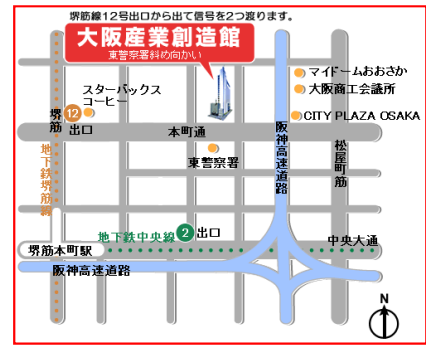 堺筋線12号出口から出て信号を2つ渡ります。
大阪産業創造館
東警察署斜め向かい
マイドームおおさか
大阪商工会議所
スターバックス
コーヒー
CITY PLAZA OSAKA
堺筋
12
出口
本町通
阪神高速道路
松屋町筋
東警察署
地下鉄堺筋線
地下鉄中央線
2
出口
中央大通
堺筋本町駅
阪神高速道路
N